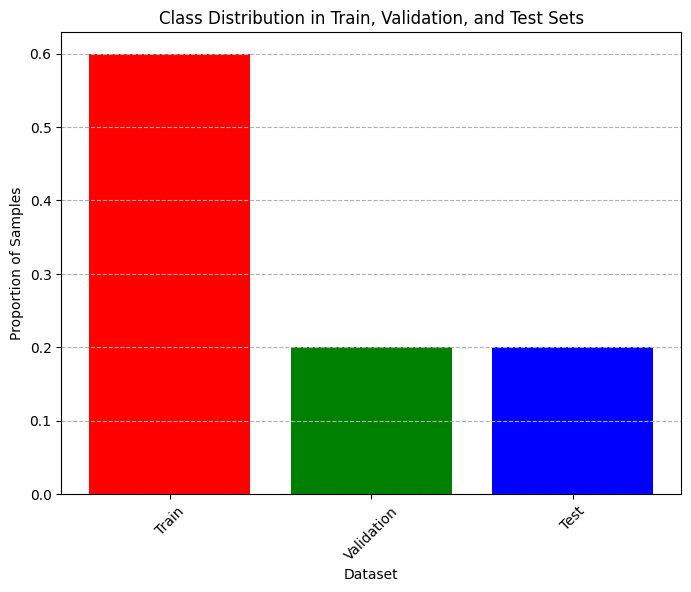 Class Distribution in Train, Validation, and Test Sets
0.6
0.5
0.4
0.3
0.2
0.1
0.0
Proportion of Samples
Train
Validation
Test
Dataset